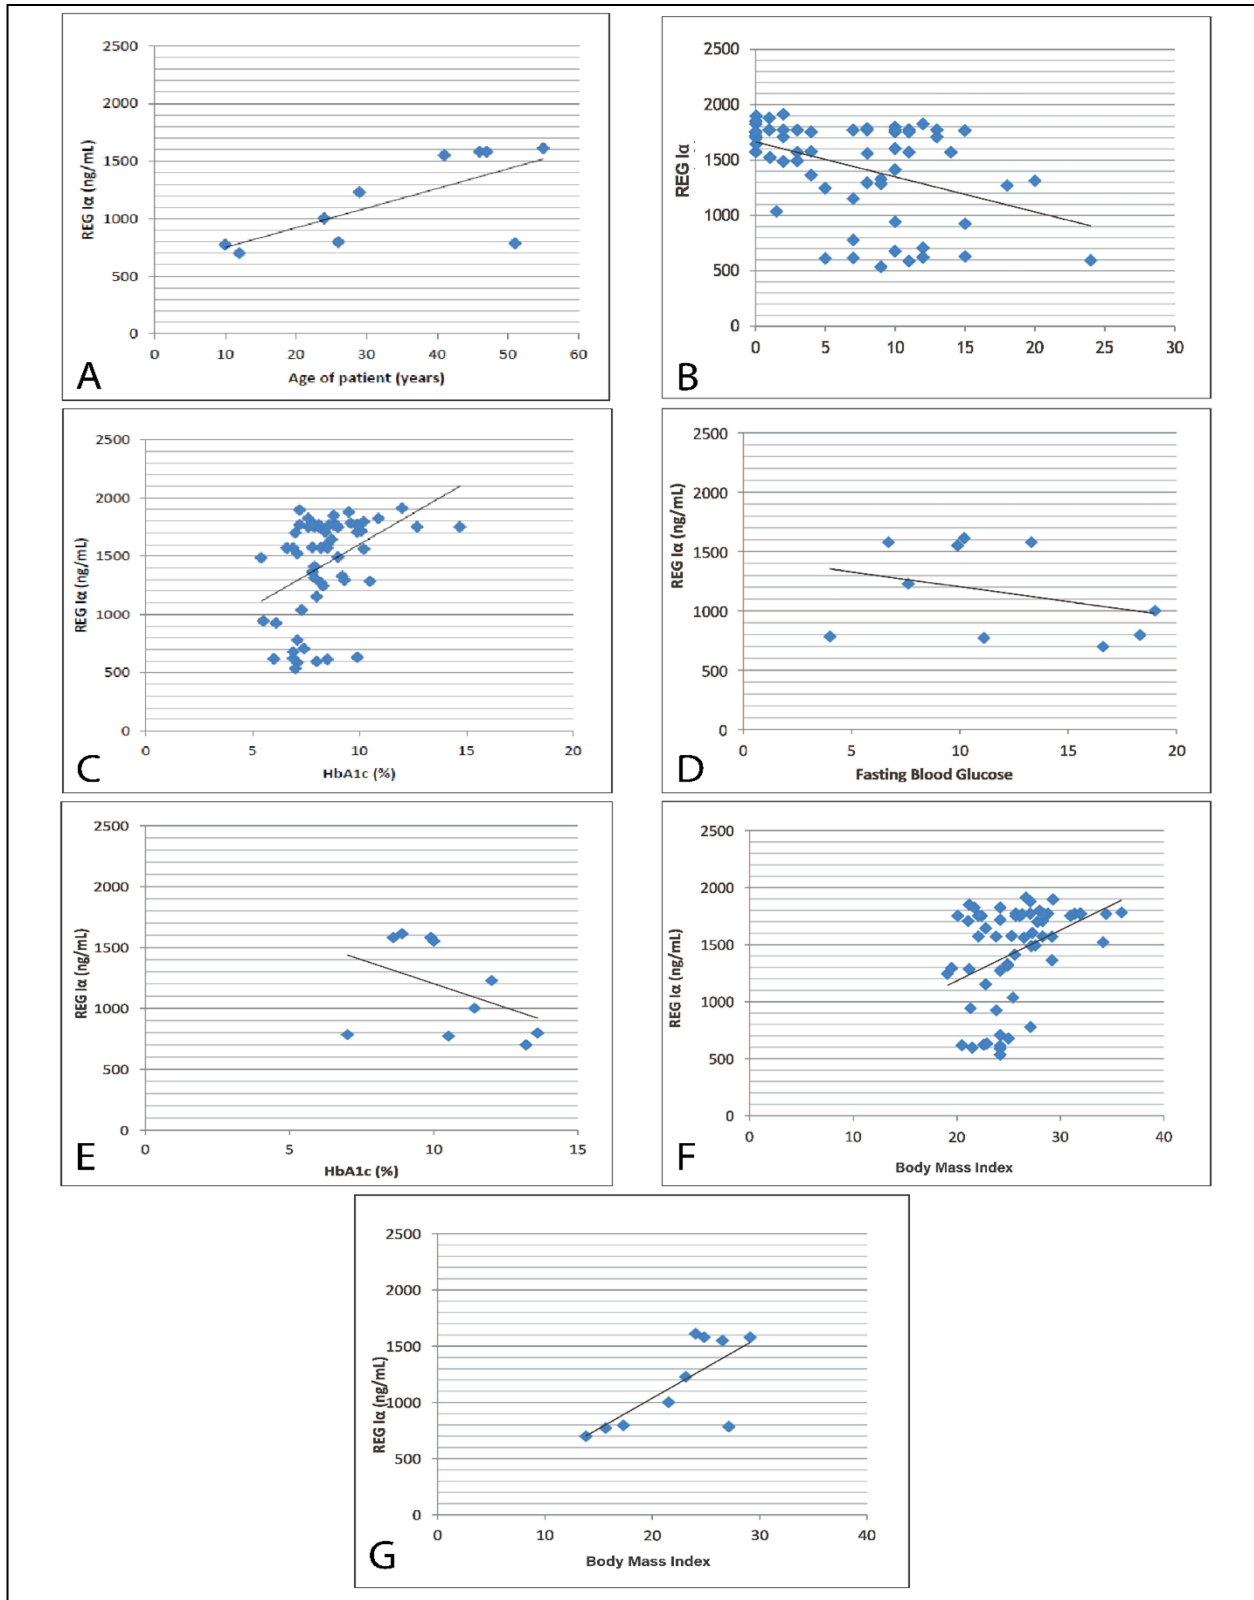 2500
2000
1500
1000
500
0
REG Iα (ng/mL)
0 10 20 30 40 50 60
Age of patient (years)
A
2500
2000
1500
1000
500
0
REG Iα
0 5 10 15 20 25 30
B
2500
2000
1500
1000
500
0
REG Iα (ng/mL)
0 5 10 15 20
HbA1c (%)
C
2500
2000
1500
1000
500
0
REG Iα (ng/mL)
0 5 10 15 20
Fasting Blood Glucose
D
2500
2000
1500
1000
500
0
REG Iα (ng/mL)
0 5 10 15
HbA1c (%)
E
2500
2000
1500
1000
500
0
REG Iα (ng/mL)
0 10 20 30 40
Body Mass Index
F
2500
2000
1500
1000
500
0
REG Iα (ng/mL)
0 10 20 30 40
Body Mass Index
G